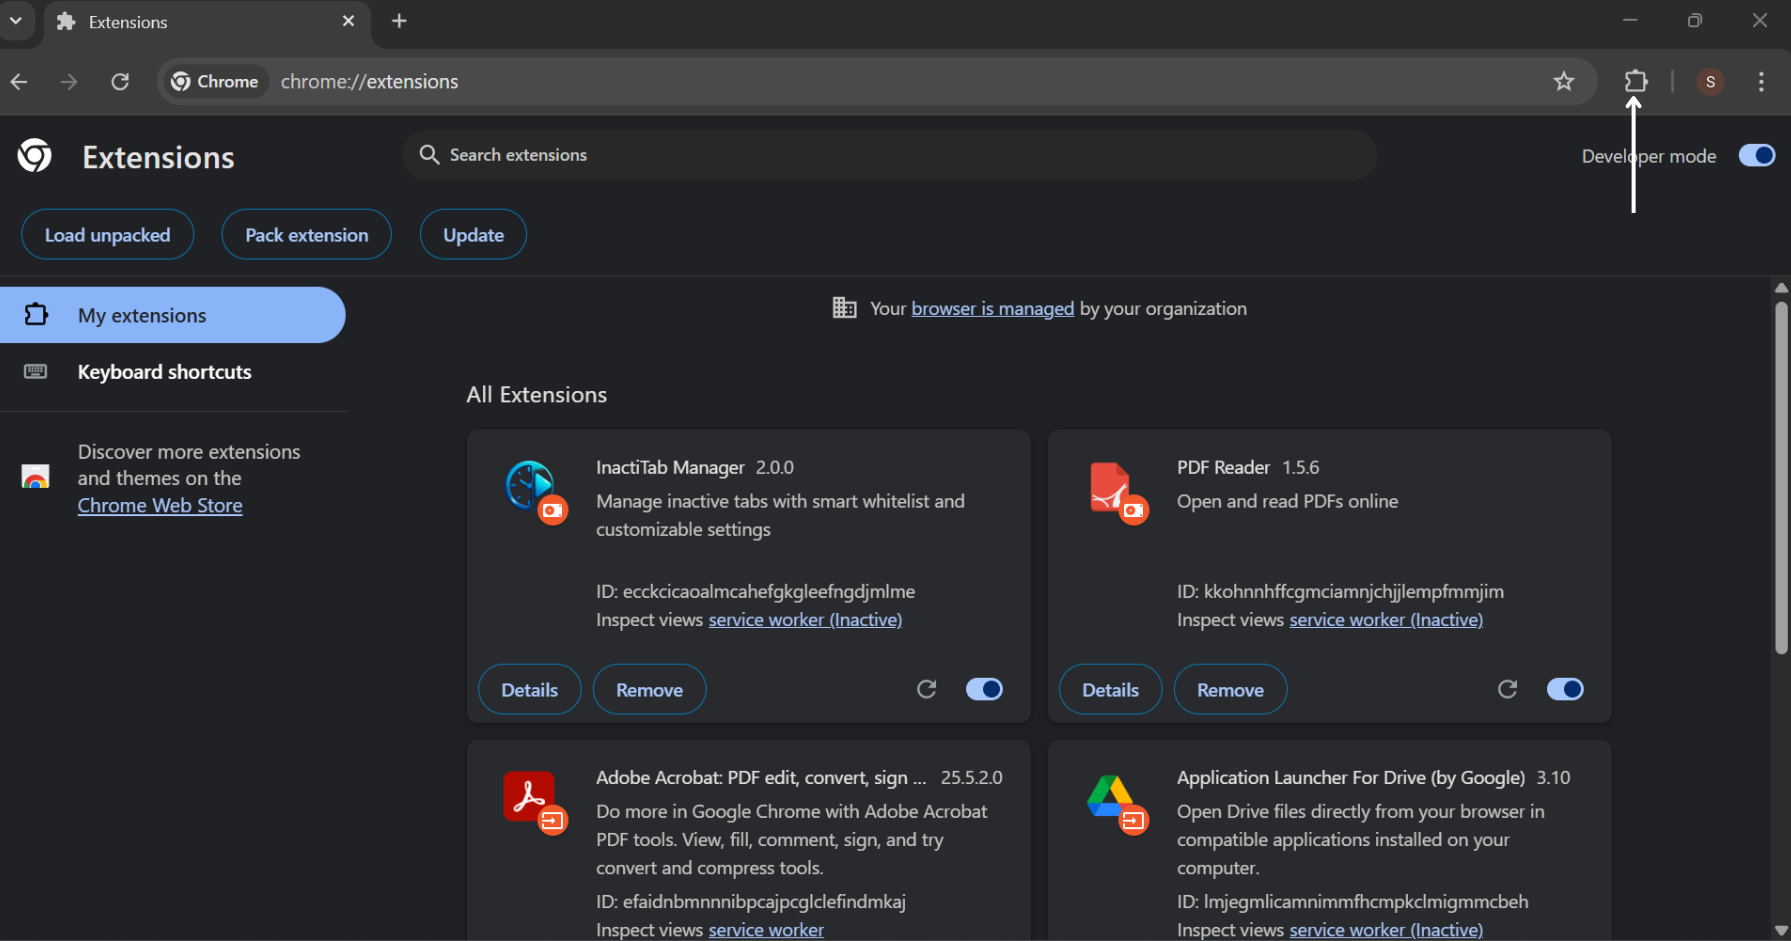 Extensions
Chrome chrome://extensions
S
Extensions
Search extensions
Developer mode
Load unpacked
Pack extension
Update
My extensions
Keyboard shortcuts
Discover more extensions
and themes on the
Chrome Web Store
Your browser is managed by your organization
All Extensions
InactiTab Manager 2.0.0
Manage inactive tabs with smart whitelist and
customizable settings
ID: ecckcicaoalmcahefgkgleefngdjmlme
Inspect views service worker (Inactive)
Details
Remove
PDF Reader 1.5.6
Open and read PDFs online
ID: kkohnnhffcgmciamnjchjjlempfmmjim
Inspect views service worker (Inactive)
Details
Remove
Adobe Acrobat: PDF edit, convert, sign ... 25.5.2.0
Do more in Google Chrome with Adobe Acrobat
PDF tools. View, fill, comment, sign, and try
convert and compress tools.
ID: efaidnbmnnnibpcajpcglclefindmkaj
Inspect views service worker
Application Launcher For Drive (by Google) 3.10
Open Drive files directly from your browser in
compatible applications installed on your
computer.
ID: lmjegmlicamnimmfhcmpkclmigmmcbeh
Inspect views service worker (Inactive)